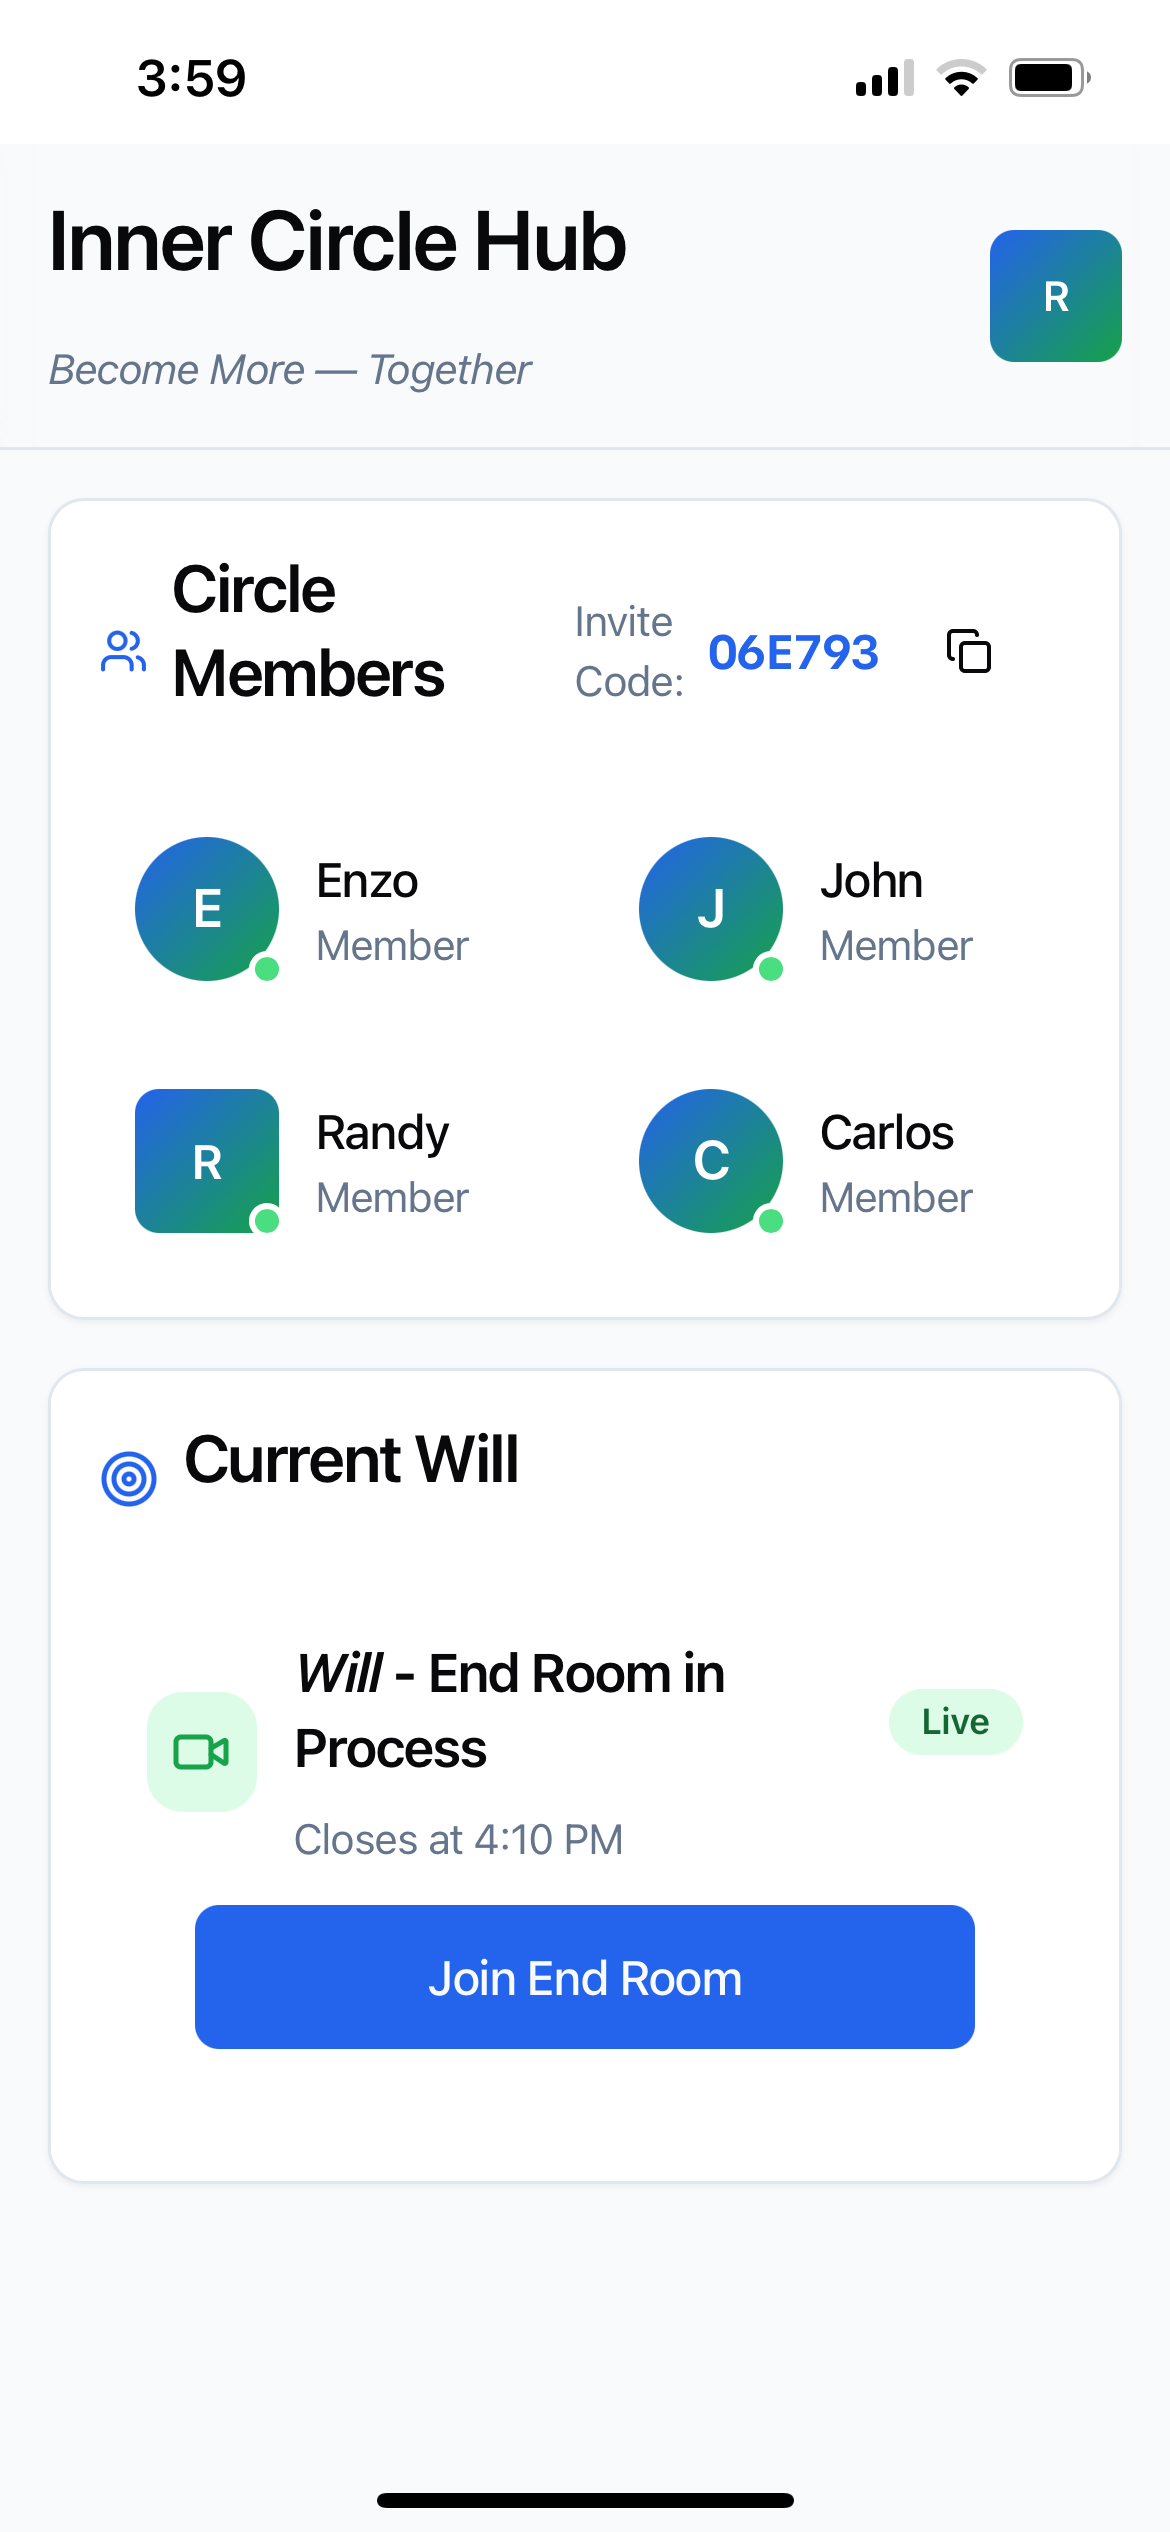 3:59
Inner Circle Hub
R
Become More — Together
Circle
Members
Invite
Code:
06E793
E
Enzo
Member
J
John
Member
R
Randy
Member
C
Carlos
Member
Current Will
Will - End Room in
Process
Live
Closes at 4:10 PM
Join End Room